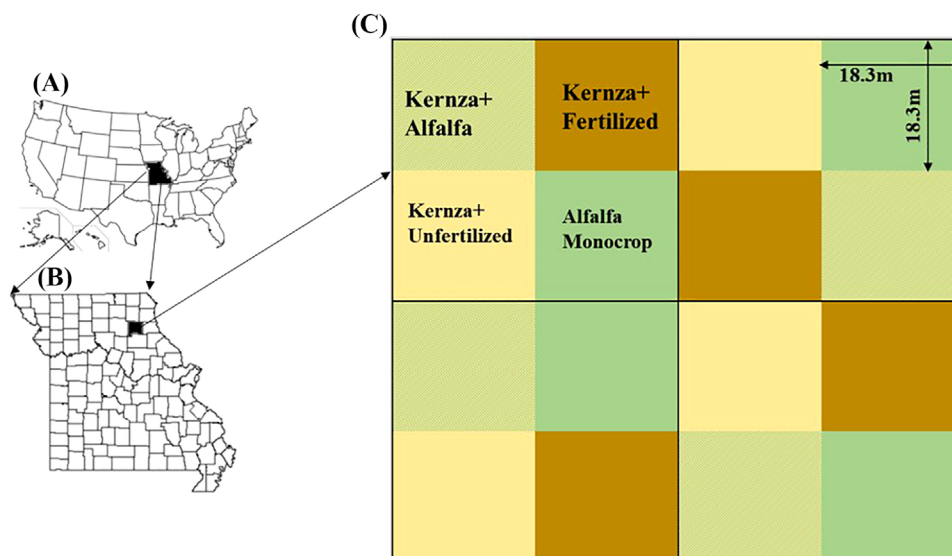 (C)
(A)
18.3m
18.3m
Kernza+
Alfalfa
Kernza+
Fertilized
Kernza+
Unfertilized
Alfalfa
Monocrop
(B)